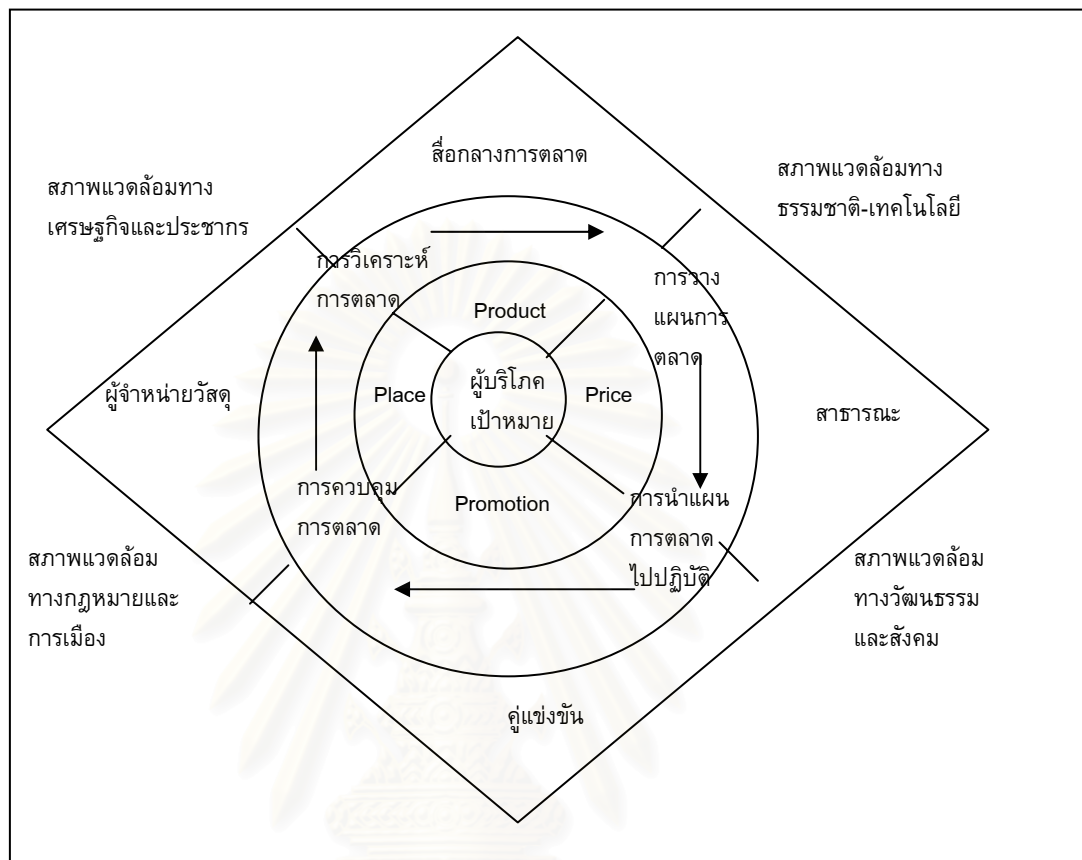 สื่อกลางการตลาด
สภาพแวดล้อมทาง
เศรษฐกิจและประชากร
สภาพแวดล้อมทาง
ธรรมชาติ-เทคโนโลยี
การวิเคราะห์
การตลาด
การวาง
แผนการ
ตลาด
Product
ผู้จำหน่ายวัสดุ
Place
ผู้บริโภค
เป้าหมาย
Price
สาธารณะ
Promotion
การควบคุม
การตลาด
การนำแผน
การตลาด
ไปปฏิบัติ
สภาพแวดล้อม
ทางกฎหมายและ
การเมือง
สภาพแวดล้อม
ทางวัฒนธรรม
และสังคม
คู่แข่งขัน